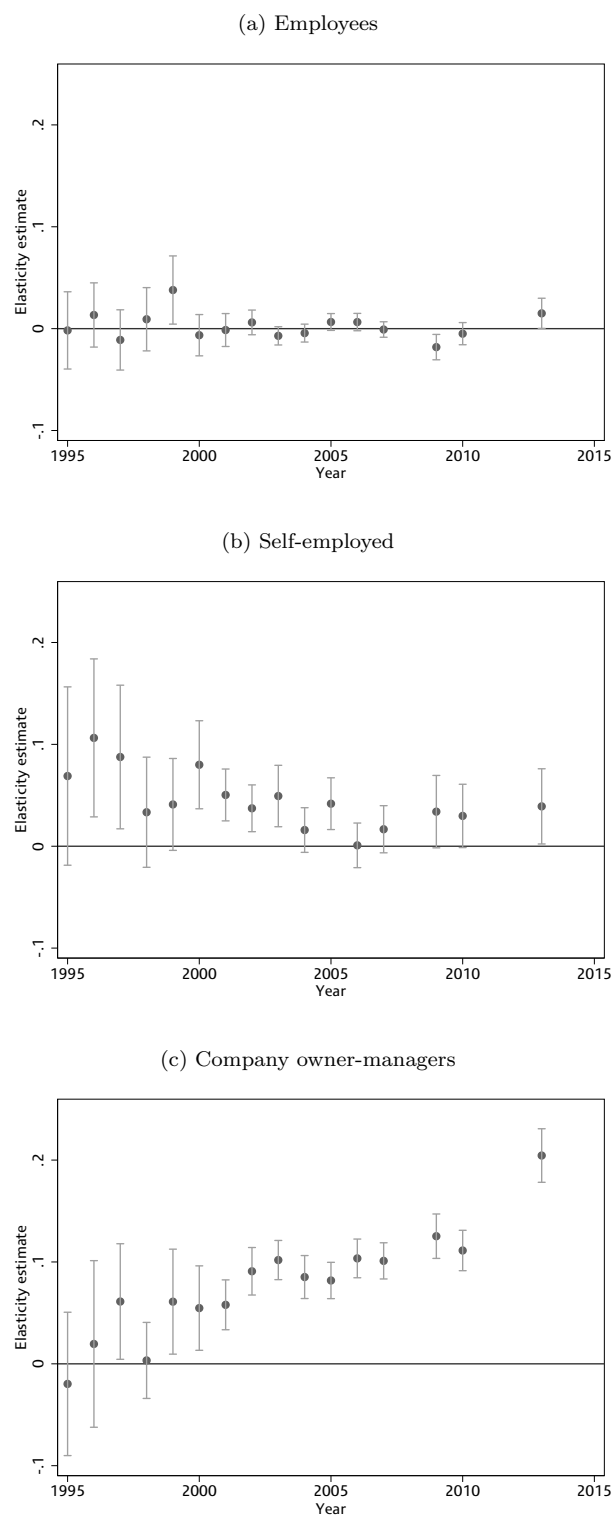 (a) Employees
Elasticity estimate
.2
.1
0
-.1
1995 2000 2005 2010 2015
Year
(b) Self-employed
Elasticity estimate
.2
.1
0
-.1
1995 2000 2005 2010 2015
Year
(c) Company owner-managers
Elasticity estimate
.2
.1
0
-.1
1995 2000 2005 2010 2015
Year